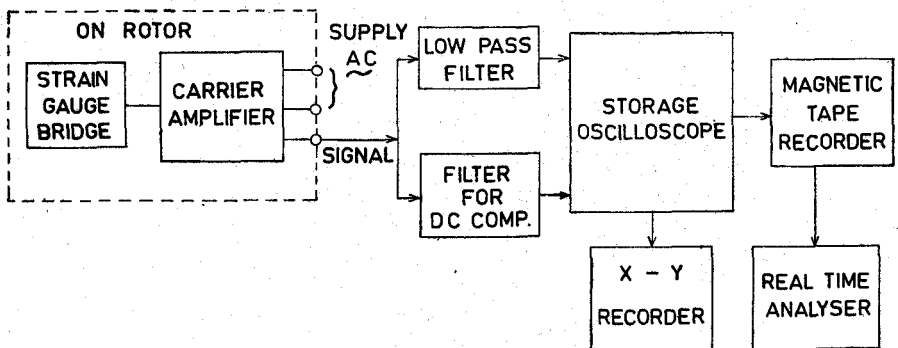 ON ROTOR
STRAIN
GAUGE
BRIDGE
CARRIER
AMPLIFIER
SUPPLY
AC
SIGNAL
LOW PASS
FILTER
FILTER
FOR
DC COMP.
STORAGE
OSCILLOSCOPE
MAGNETIC
TAPE
RECORDER
X - Y
RECORDER
REAL TIME
ANALYSER